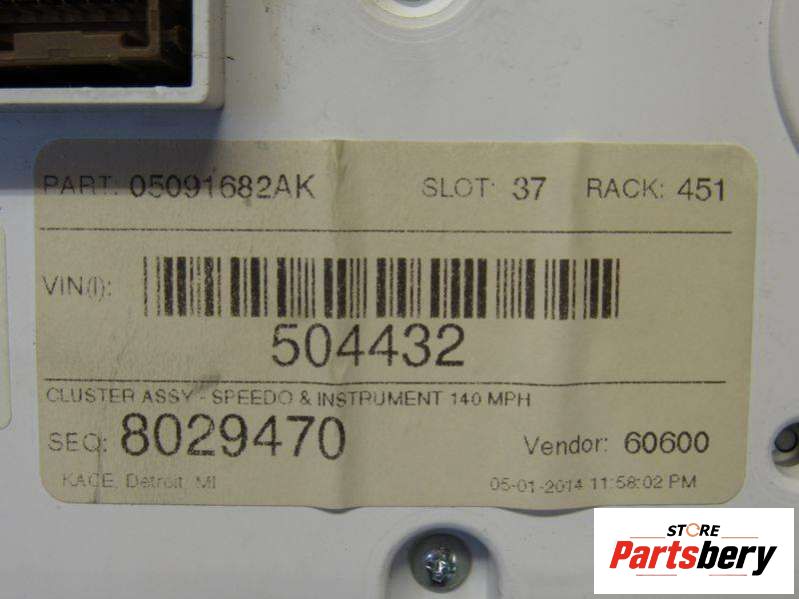 PART: 05091682AK SLOT: 37 RACK: 451
VIN(I):
504432
CLUSTER ASSY - SPEEDO & INSTRUMENT 140 MPH
SEQ: 8029470 Vendor: 60600
KACE, Detroit, MI 05-01-2014 11:58:02 PM
STORE
Partsbery